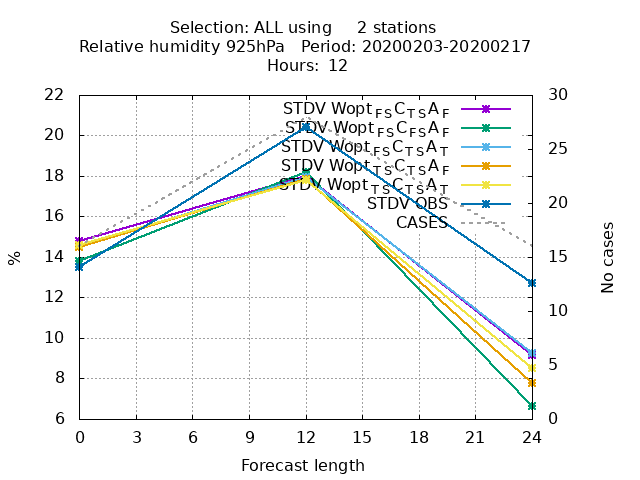 Selection: ALL using     2 stations
Relative humidity 925hPa   Period: 20200203-20200217
Hours:  12
22
20
18
16
14
12
10
8
6
30
25
20
15
10
5
0
%
No cases
STDV Wopt_FS C_TS A_F
STDV Wopt_FS C_FS A_F
STDV Wopt_FS C_TS A_T
STDV Wopt_TS C_TS A_F
STDV Wopt_TS C_TS A_T
STDV OBS
CASES
0 3 6 9 12 15 18 21 24
Forecast length